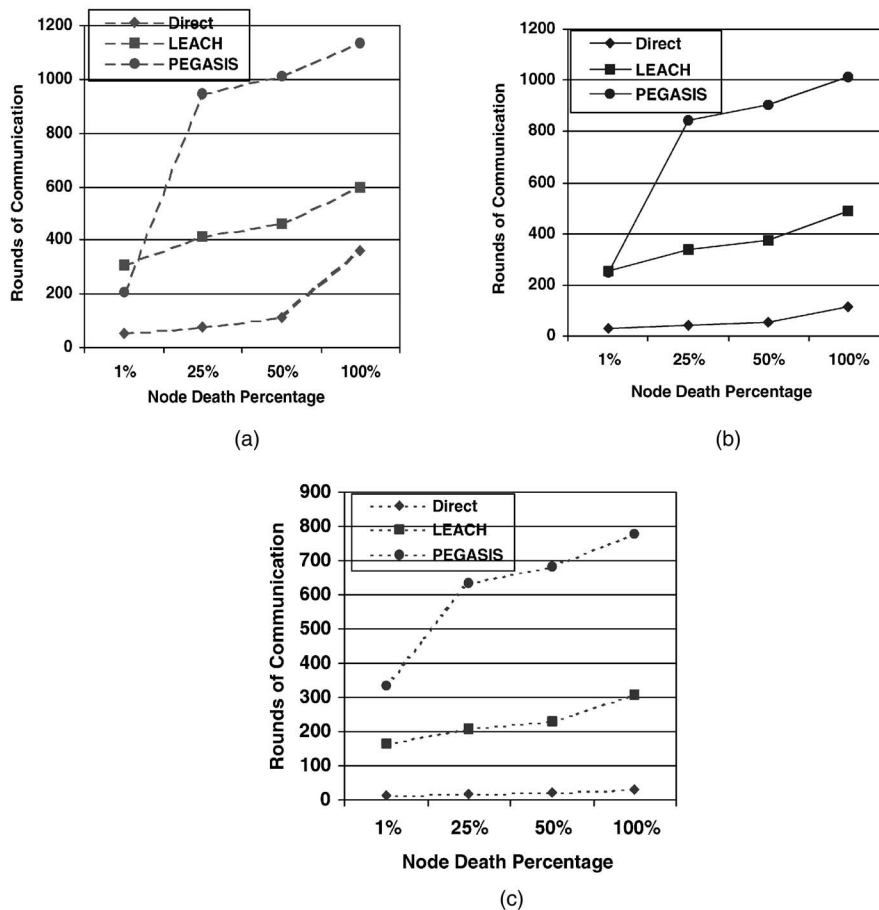 Direct
LEACH
PEGASIS
1200
1000
800
600
400
200
0
Rounds of Communication
1% 25% 50% 100%
Node Death Percentage
(a)
Direct
LEACH
PEGASIS
1200
1000
800
600
400
200
0
Rounds of Communication
1% 25% 50% 100%
Node Death Percentage
(b)
Direct
LEACH
PEGASIS
900
800
700
600
500
400
300
200
100
0
Rounds of Communication
1% 25% 50% 100%
Node Death Percentage
(c)